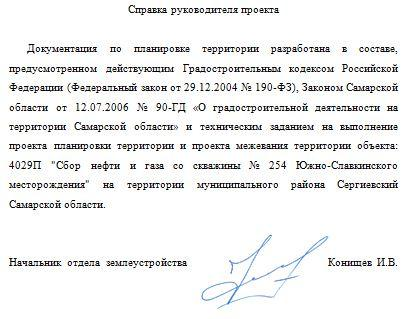 Справка руководителя проекта
Документация по планировке территории разработана в составе,
предусмотренном действующим Градостроительным кодексом Российской
Федерации (Федеральный закон от 29.12.2004 № 190-ФЗ), Законом Самарской
области от 12.07.2006 № 90-ГД «О градостроительной деятельности на
территории Самарской области» и техническим заданием на выполнение
проекта планировки территории и проекта межевания территории объекта:
4029П "Сбор нефти и газа со скважины № 254 Южно-Славкинского
месторождения" на территории муниципального района Сергиевский
Самарской области.
Начальник отдела землеустройства Конищев И.В.